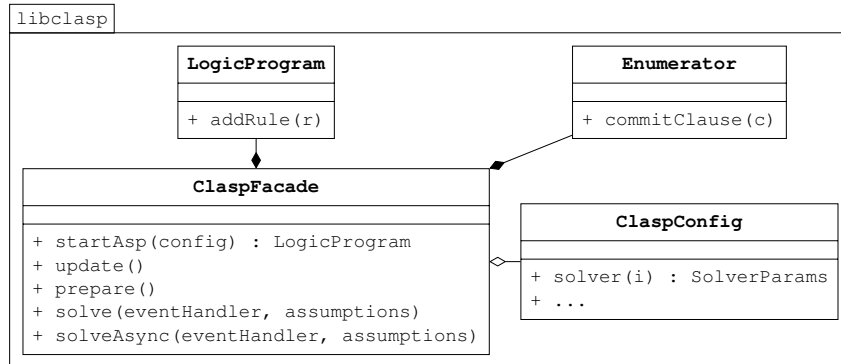 libclasp
LogicProgram
+ addRule(r)
Enumerator
+ commitClause(c)
ClaspFacade
+ startAsp(config) : LogicProgram
+ update()
+ prepare()
+ solve(eventHandler, assumptions)
+ solveAsync(eventHandler, assumptions)
ClaspConfig
+ solver(i) : SolverParams
+ ...